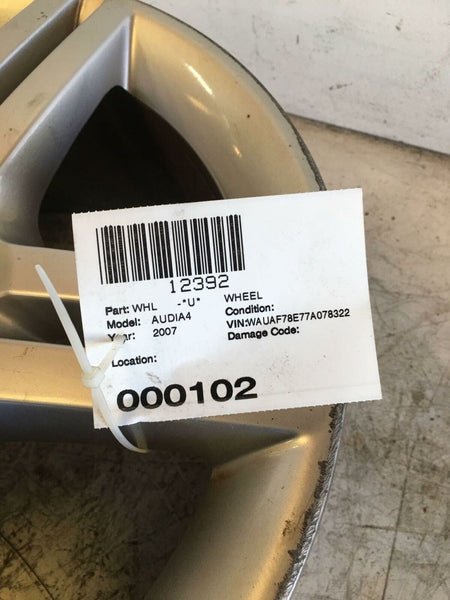 12392
Part: WHL -*U* WHEEL
Model: AUDIA4 Condition:
Year: 2007 VIN:WAUAF78E77A078322
Damage Code:
Location:
000102